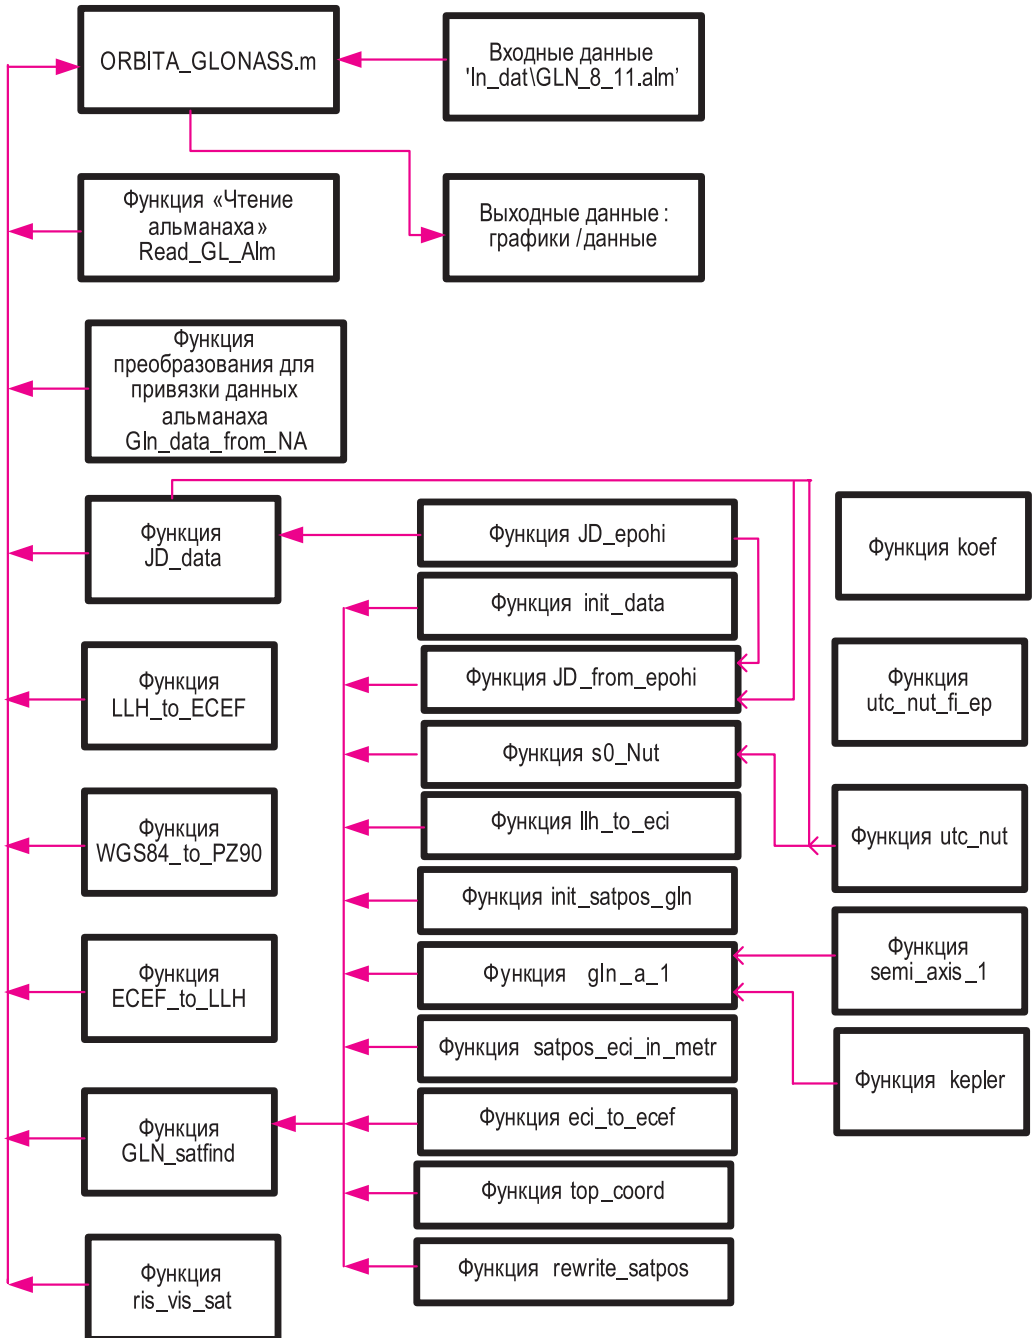 ORBITA_GLONASS.m
Входные данные
'In_dat\GLN_8_11.alm'
Функция «Чтение
альманаха»
Read_GL_Alm
Выходные данные :
графики /данные
Функция
преобразования для
привязки данных
альманаха
Gln_data_from_NA
Функция
JD_data
Функция JD_epohi
Функция koef
Функция init_data
Функция
LLH_to_ECEF
Функция JD_from_epohi
Функция
utc_nut_fi_ep
Функция s0_Nut
Функция
WGS84_to_PZ90
Функция llh_to_eci
Функция utc_nut
Функция init_satpos_gln
Функция
ECEF_to_LLH
Функция gln_a_1
Функция
semi_axis_1
Функция satpos_eci_in_metr
Функция kepler
Функция
GLN_satfind
Функция eci_to_ecef
Функция top_coord
Функция
ris_vis_sat
Функция rewrite_satpos